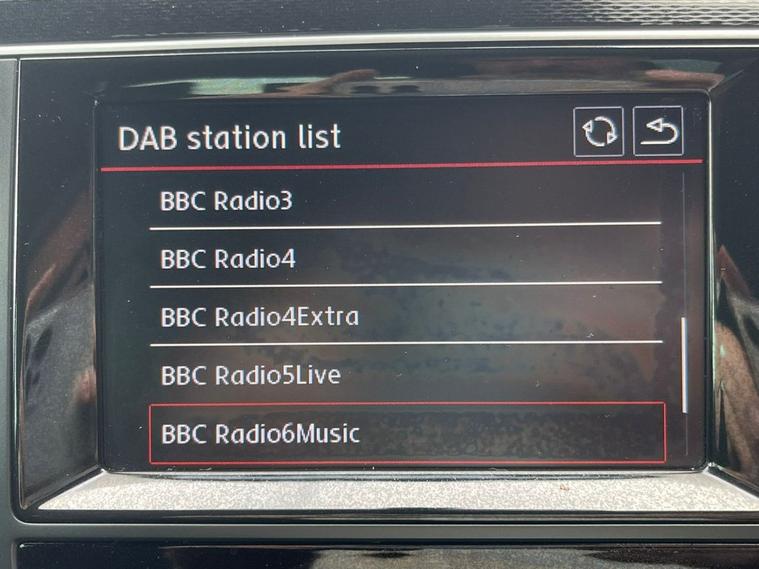 DAB station list
BBC Radio3
BBC Radio4
BBC Radio4Extra
BBC Radio5Live
BBC Radio6Music